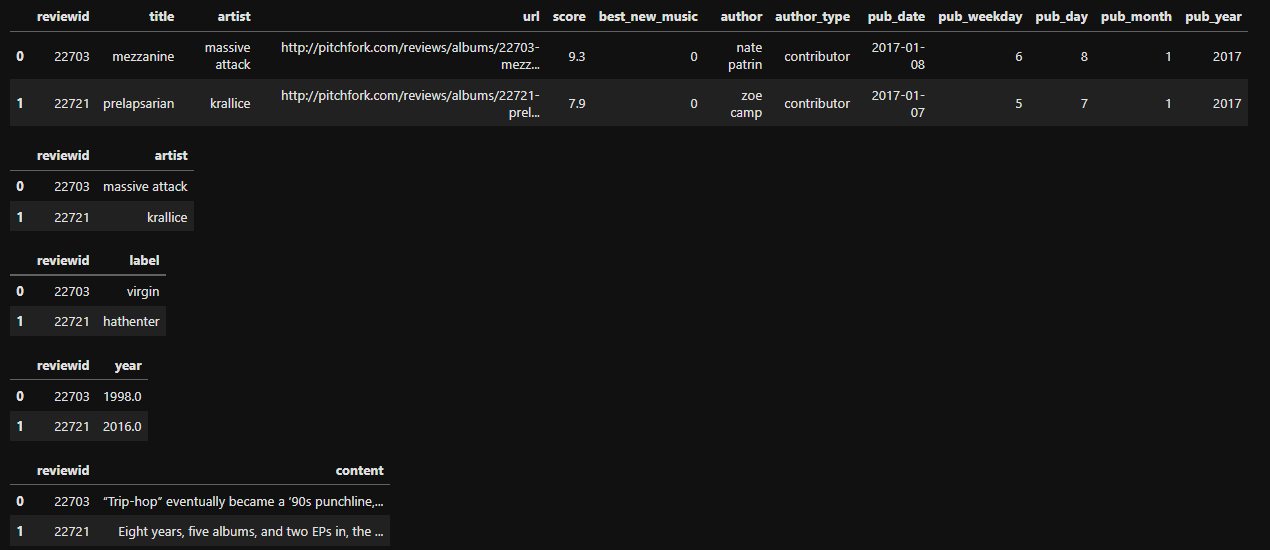 reviewid title artist url score best_new_music author author_type pub_date pub_weekday pub_day pub_month pub_year
0 22703 mezzanine massive attack http://pitchfork.com/reviews/albums/22703-mezz... 9.3 0 nate patrin contributor 2017-01-08 6 8 1 2017
1 22721 prelapsarian krallice http://pitchfork.com/reviews/albums/22721-prel... 7.9 0 zoe camp contributor 2017-01-07 5 7 1 2017
reviewid artist
0 22703 massive attack
1 22721 krallice
reviewid label
0 22703 virgin
1 22721 hathenter
reviewid year
0 22703 1998.0
1 22721 2016.0
reviewid content
0 22703 “Trip-hop” eventually became a ’90s punchline,...
1 22721 Eight years, five albums, and two EPs in, the ...